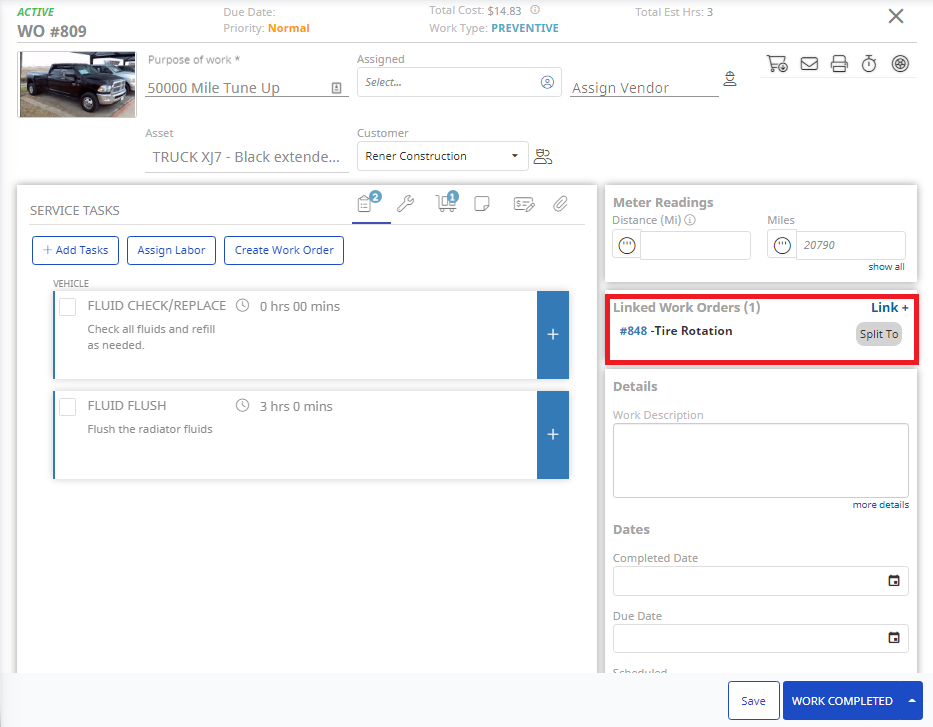 ACTIVE
WO #809
Due Date:
Priority: Normal
Total Cost: $14.83
Work Type: PREVENTIVE
Total Est Hrs: 3
Purpose of work *
50000 Mile Tune Up
Assigned
Select...
Assign Vendor
Asset
TRUCK XJ7 - Black extende...
Customer
Rener Construction
SERVICE TASKS
2
1
+ Add Tasks
Assign Labor
Create Work Order
VEHICLE
FLUID CHECK/REPLACE
0 hrs 00 mins
Check all fluids and refill
as needed.
+
FLUID FLUSH
3 hrs 0 mins
Flush the radiator fluids
+
Meter Readings
Distance (Mi)
Miles
20790
show all
Linked Work Orders (1)
Link +
#848 -Tire Rotation
Split To
Details
Work Description
more details
Dates
Completed Date
Due Date
Scheduled
Save
WORK COMPLETED